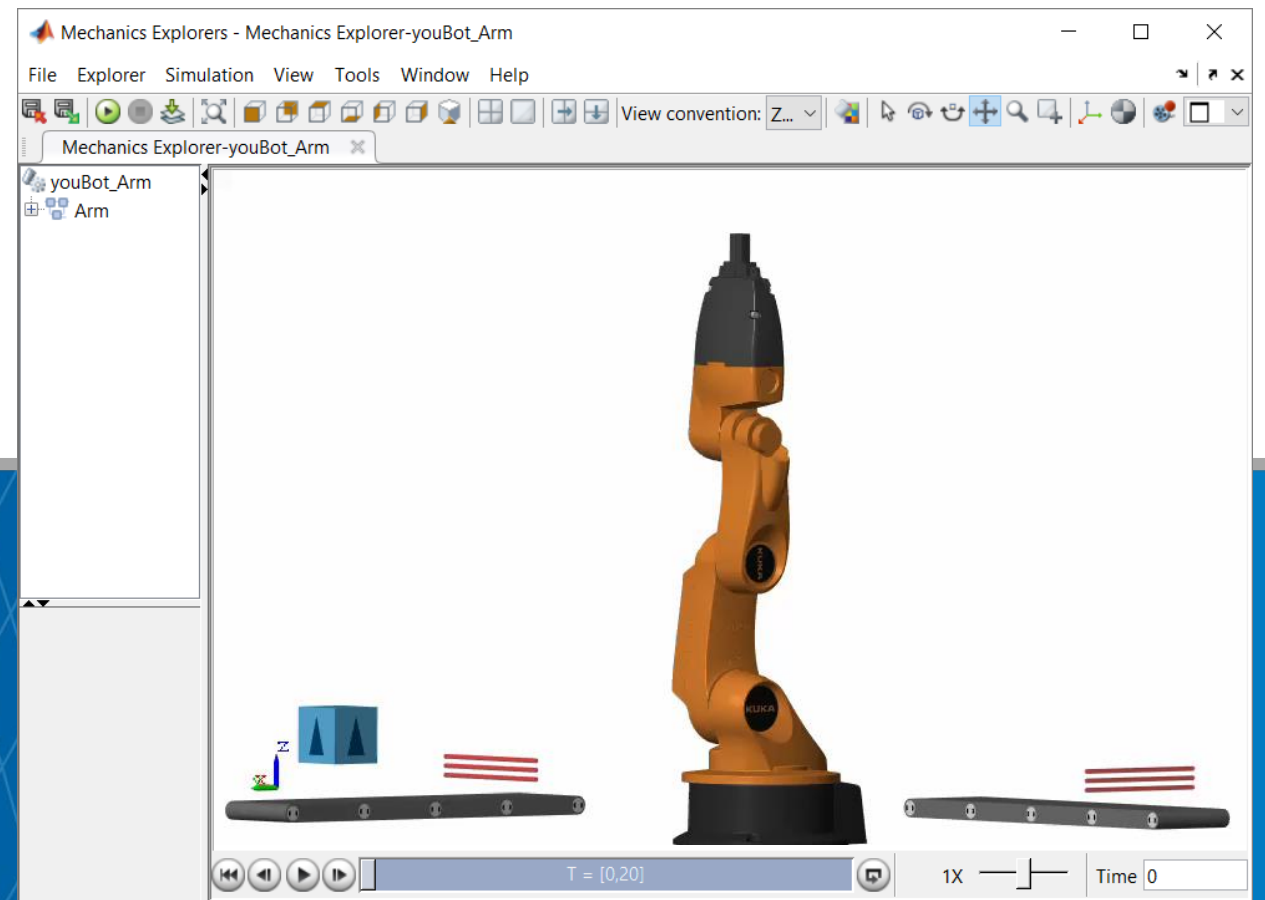 Mechanics Explorers - Mechanics Explorer-youBot_Arm
File Explorer Simulation View Tools Window Help
View convention: Z...
Mechanics Explorer-youBot_Arm
youBot_Arm
Arm
KUKA
KUKA
Z
X
T = [0,20]
1X
Time 0